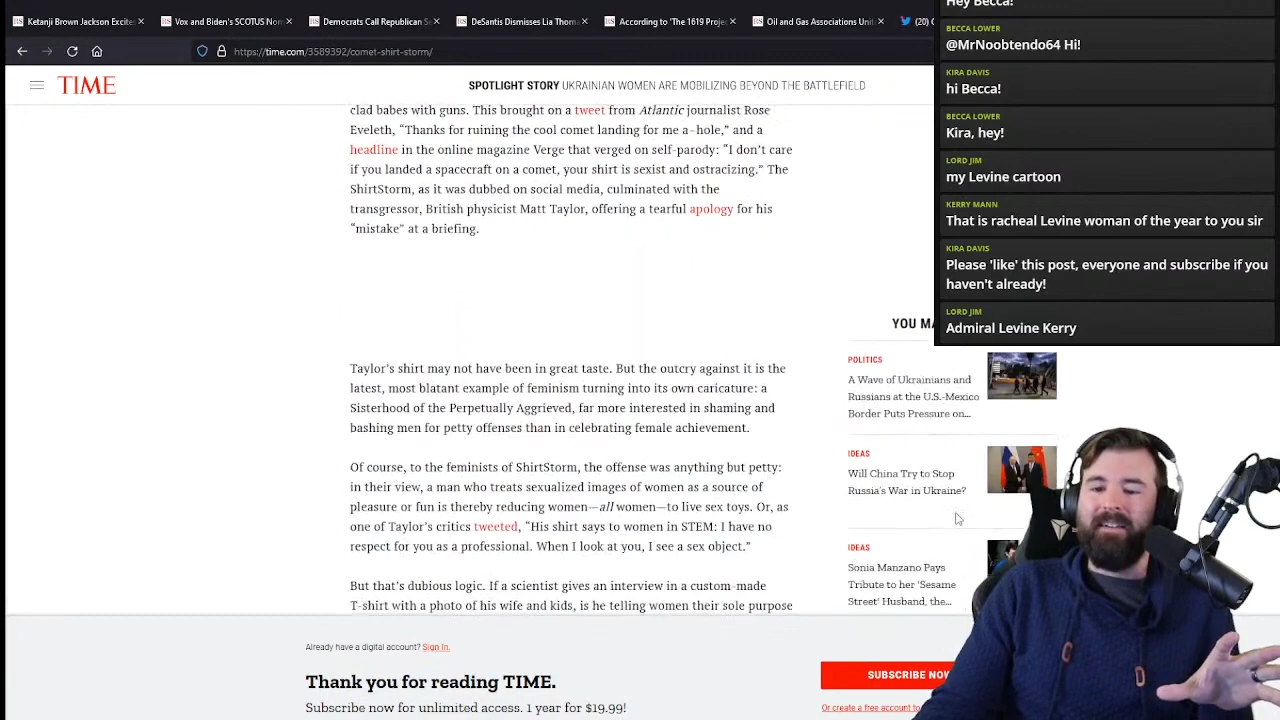 Ketanji Brown Jackson Excites
Vox and Biden's SCOTUS Nom
Democrats Call Republican S
DeSantis Dismisses Lia Thoma
According to 'The 1619 Proje
Oil and Gas Associations Unif
(20)
https://time.com/3589392/comet-shirt-storm/
TIME
SPOTLIGHT STORY UKRAINIAN WOMEN ARE MOBILIZING BEYOND THE BATTLEFIELD
clad babes with guns. This brought on a tweet from Atlantic journalist Rose
Eveleth, “Thanks for ruining the cool comet landing for me a-hole,” and a
headline in the online magazine Verge that verged on self-parody: “I don’t care
if you landed a spacecraft on a comet, your shirt is sexist and ostracizing.” The
ShirtStorm, as it was dubbed on social media, culminated with the
transgressor, British physicist Matt Taylor, offering a tearful apology for his
“mistake” at a briefing.
Taylor’s shirt may not have been in great taste. But the outcry against it is the
latest, most blatant example of feminism turning into its own caricature: a
Sisterhood of the Perpetually Aggrieved, far more interested in shaming and
bashing men for petty offenses than in celebrating female achievement.
Of course, to the feminists of ShirtStorm, the offense was anything but petty:
in their view, a man who treats sexualized images of women as a source of
pleasure or fun is thereby reducing women—all women—to live sex toys. Or, as
one of Taylor’s critics tweeted, “His shirt says to women in STEM: I have no
respect for you as a professional. When I look at you, I see a sex object.”
But that’s dubious logic. If a scientist gives an interview in a custom-made
T-shirt with a photo of his wife and kids, is he telling women their sole purpose
YOU MA
POLITICS
A Wave of Ukrainians and
Russians at the U.S.-Mexico
Border Puts Pressure on...
IDEAS
Will China Try to Stop
Russia's War in Ukraine?
IDEAS
Sonia Manzano Pays
Tribute to her 'Sesame
Street' Husband, the...
Already have a digital account? Sign In.
Thank you for reading TIME.
Subscribe now for unlimited access. 1 year for $19.99!
SUBSCRIBE NOW
Or create a free account to
Hey Becca!
BECCA LOWER
@MrNoobtendo64 Hi!
KIRA DAVIS
hi Becca!
BECCA LOWER
Kira, hey!
LORD JIM
my Levine cartoon
KERRY MANN
That is racheal Levine woman of the year to you sir
KIRA DAVIS
Please 'like' this post, everyone and subscribe if you
haven't already!
LORD JIM
Admiral Levine Kerry